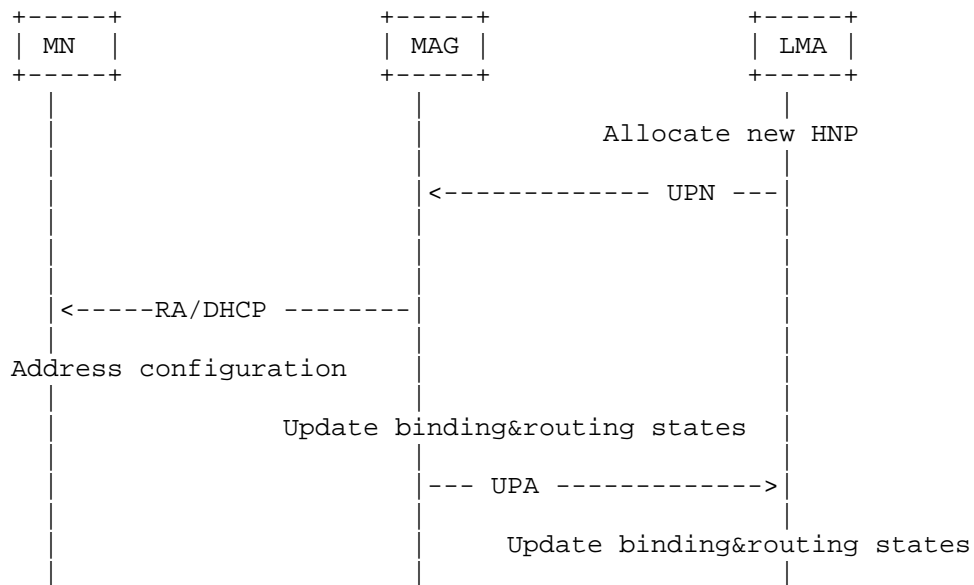 +-----+ +-----+ +-----+
| MN | | MAG | | LMA |
+-----+ +-----+ +-----+
Allocate new HNP
|<------------- UPN ---|
|<-----RA/DHCP --------|
Address configuration
Update binding&routing states
|--- UPA ------------->|
Update binding&routing states